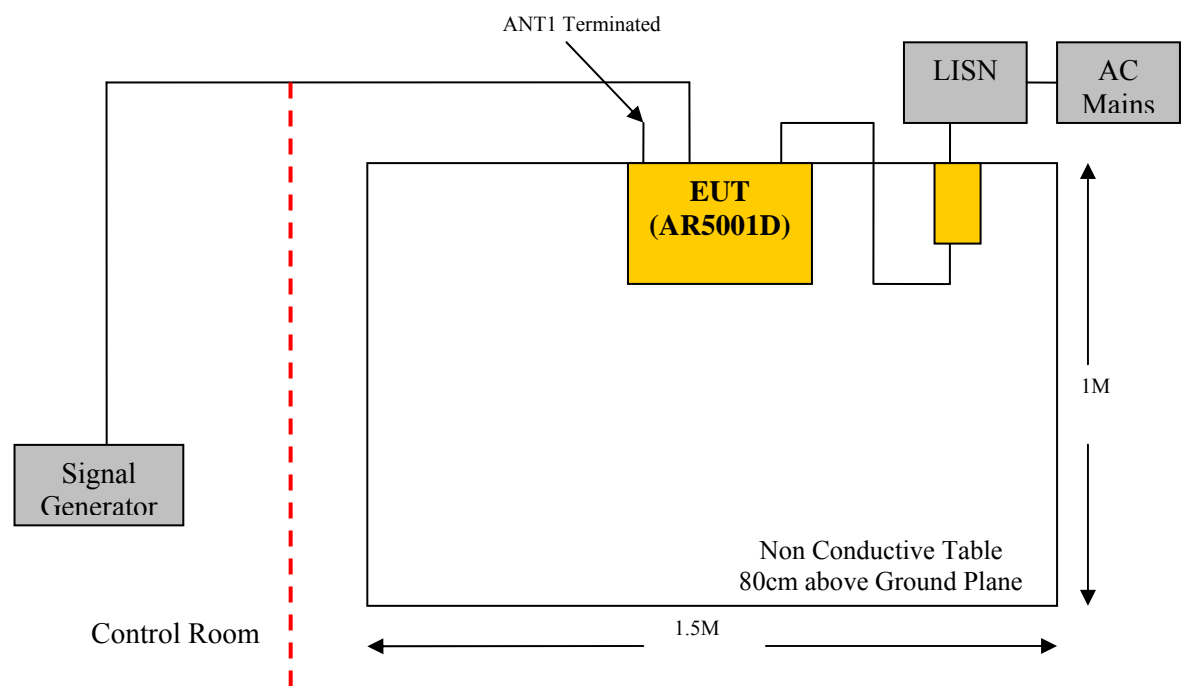 ANT1 Terminated
LISN
AC
Mains
EUT
(AR5001D)
1M
Signal
Generator
Non Conductive Table
80cm above Ground Plane
Control Room
1.5M